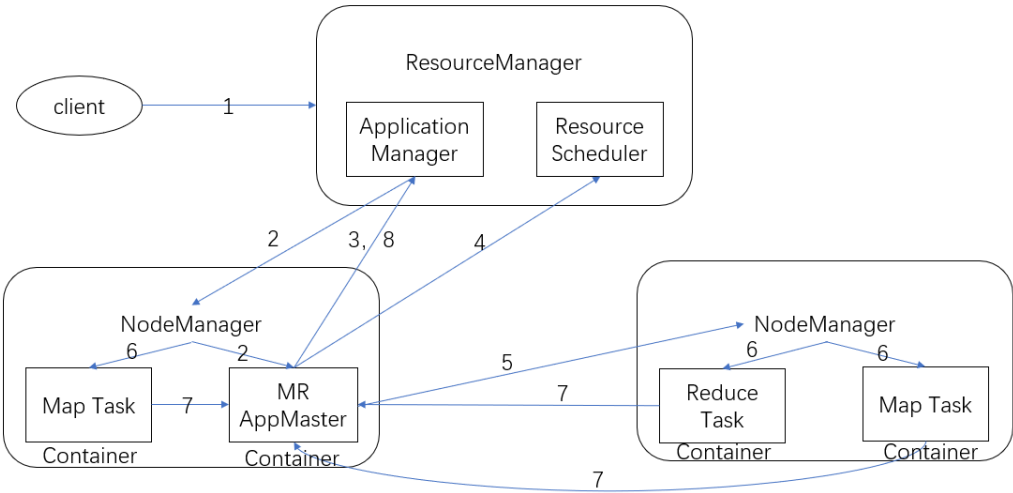 ResourceManager
client
1
Application
Manager
Resource
Scheduler
2
3, 8
4
NodeManager
6
2
Map Task
7
MR
AppMaster
Container
Container
5
7
NodeManager
6
6
Reduce
Task
Map Task
Container
Container
7